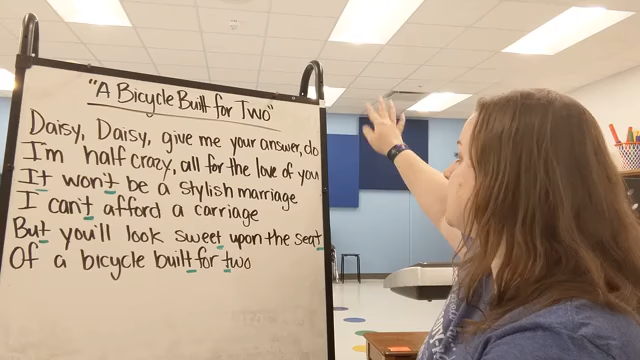 "A Bicycle Built for Two"
Daisy, Daisy, give me your answer, do
I'm half crazy, all for the love of you
It won't be a stylish marriage
I can't afford a carriage
But you'll look sweet upon the seat
Of a bicycle built for two